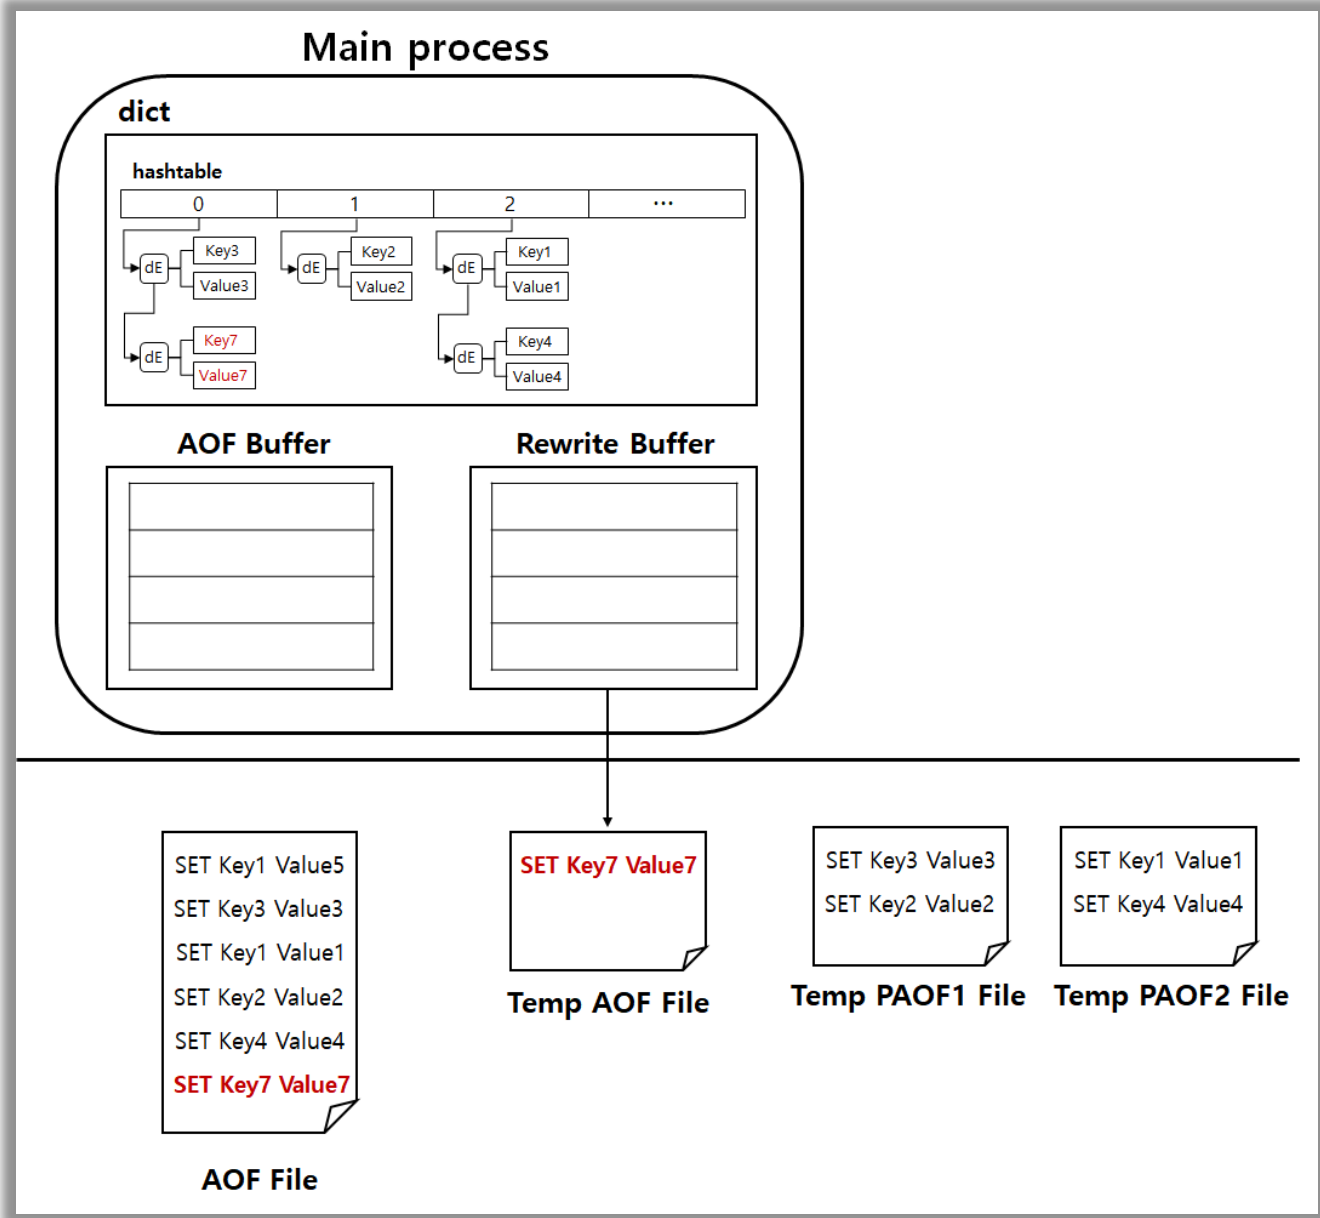 Main process
dict
hashtable
0 1 2 ···
dE Key3 Value3
dE Key2 Value2
dE Key1 Value1
dE Key7 Value7
dE Key4 Value4
AOF Buffer
Rewrite Buffer
SET Key1 Value5
SET Key3 Value3
SET Key1 Value1
SET Key2 Value2
SET Key4 Value4
SET Key7 Value7
AOF File
SET Key7 Value7
Temp AOF File
SET Key3 Value3
SET Key2 Value2
Temp PAOF1 File
SET Key1 Value1
SET Key4 Value4
Temp PAOF2 File